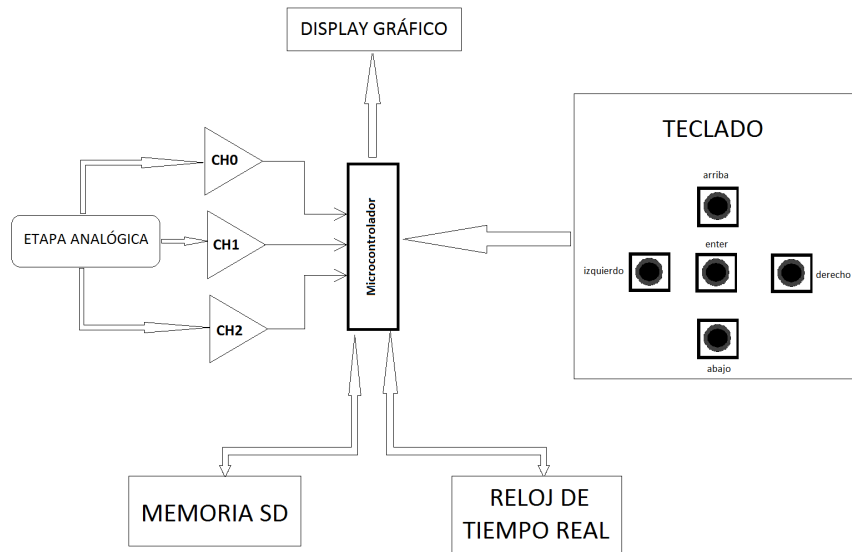 DISPLAY GRÁFICO
TECLADO
arriba
CH0
Microcontrolador
ETAPA ANALÓGICA
CH1
enter
izquierdo
derecho
CH2
abajo
MEMORIA SD
RELOJ DE
TIEMPO REAL